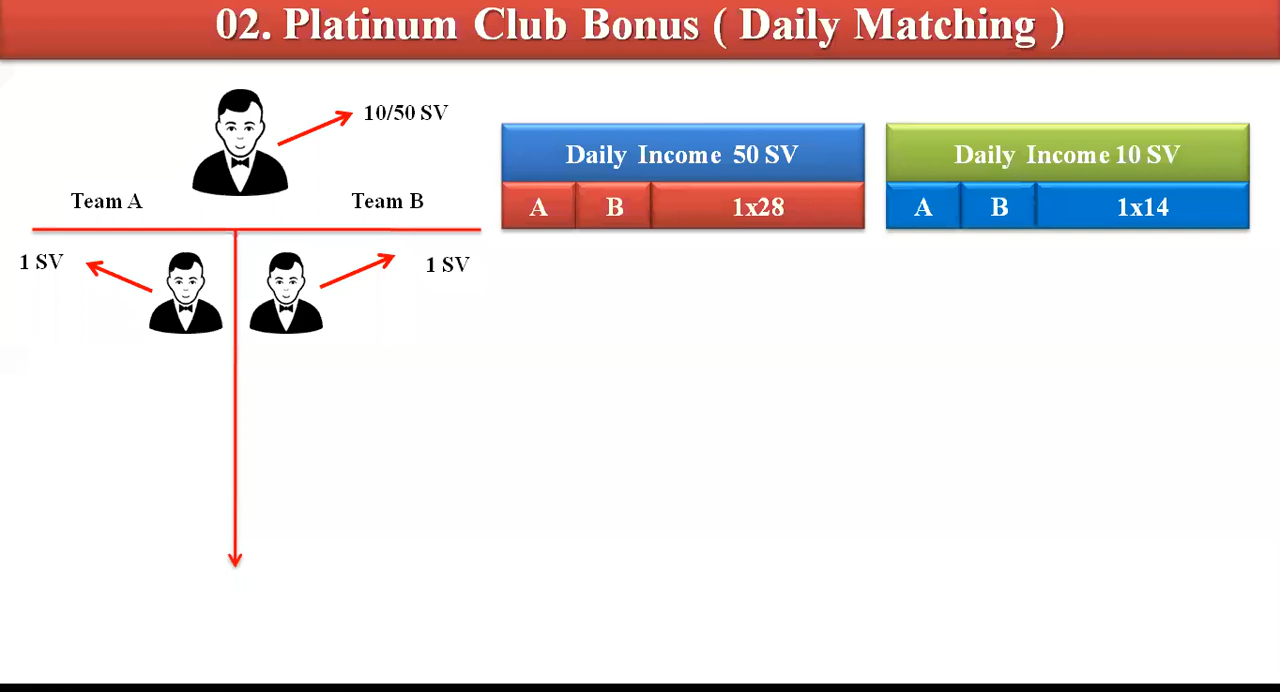 02. Platinum Club Bonus ( Daily Matching )
10/50 SV
Team A
Team B
1 SV
1 SV
Daily Income 50 SV
A B 1x28
Daily Income 10 SV
A B 1x14